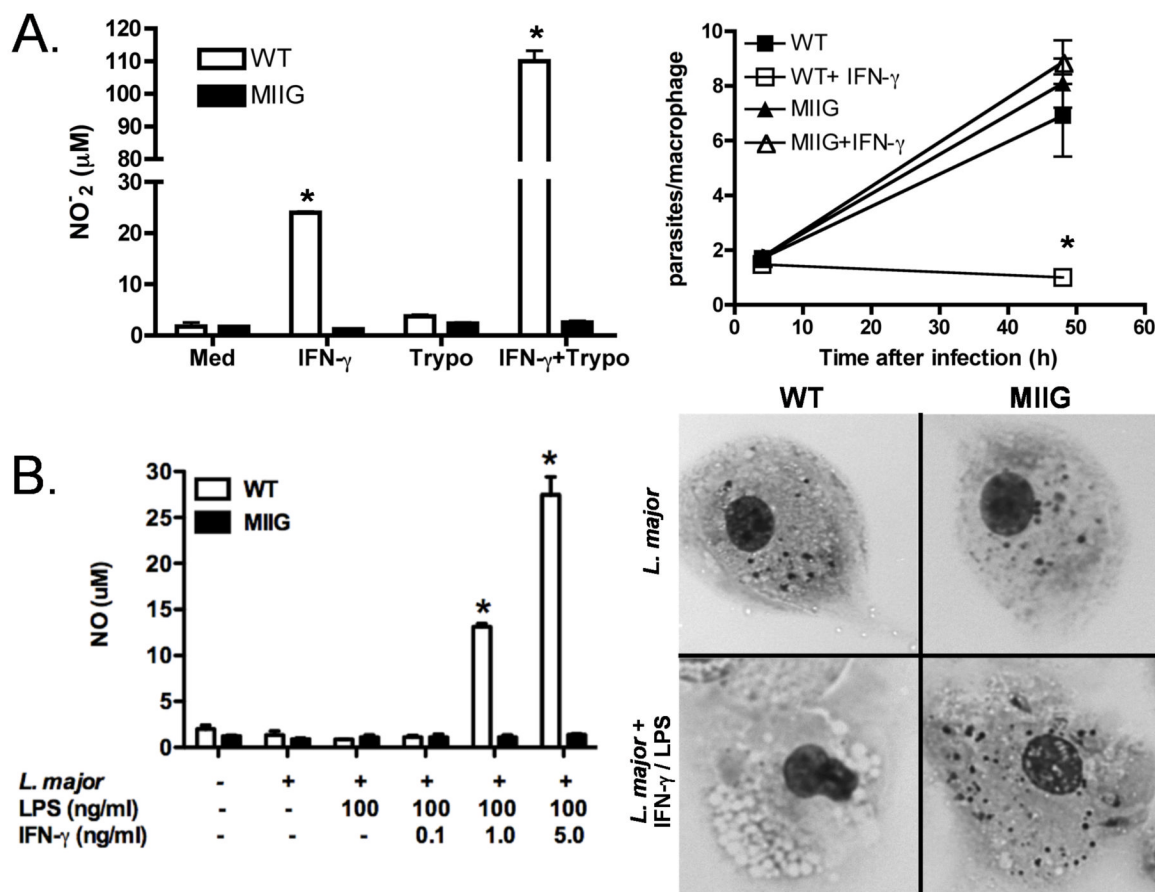 A.
120
110
100
90
80
70
60
30
20
10
0
NO⁻₂ (μM)
WT
MIIG
*
*
Med
IFN-γ
Trypo
IFN-γ+Trypo
10
8
6
4
2
0
parasites/macrophage
WT
WT+ IFN-γ
MIIG
MIIG+IFN-γ
*
0 10 20 30 40 50 60
Time after infection (h)
B.
30
25
20
15
10
5
0
NO (uM)
WT
MIIG
*
*
L. major - + + + + +
LPS (ng/ml) - - 100 100 100 100
IFN-γ (ng/ml) - - - 0.1 1.0 5.0
WT
MIIG
L. major
L. major +
IFN-γ / LPS